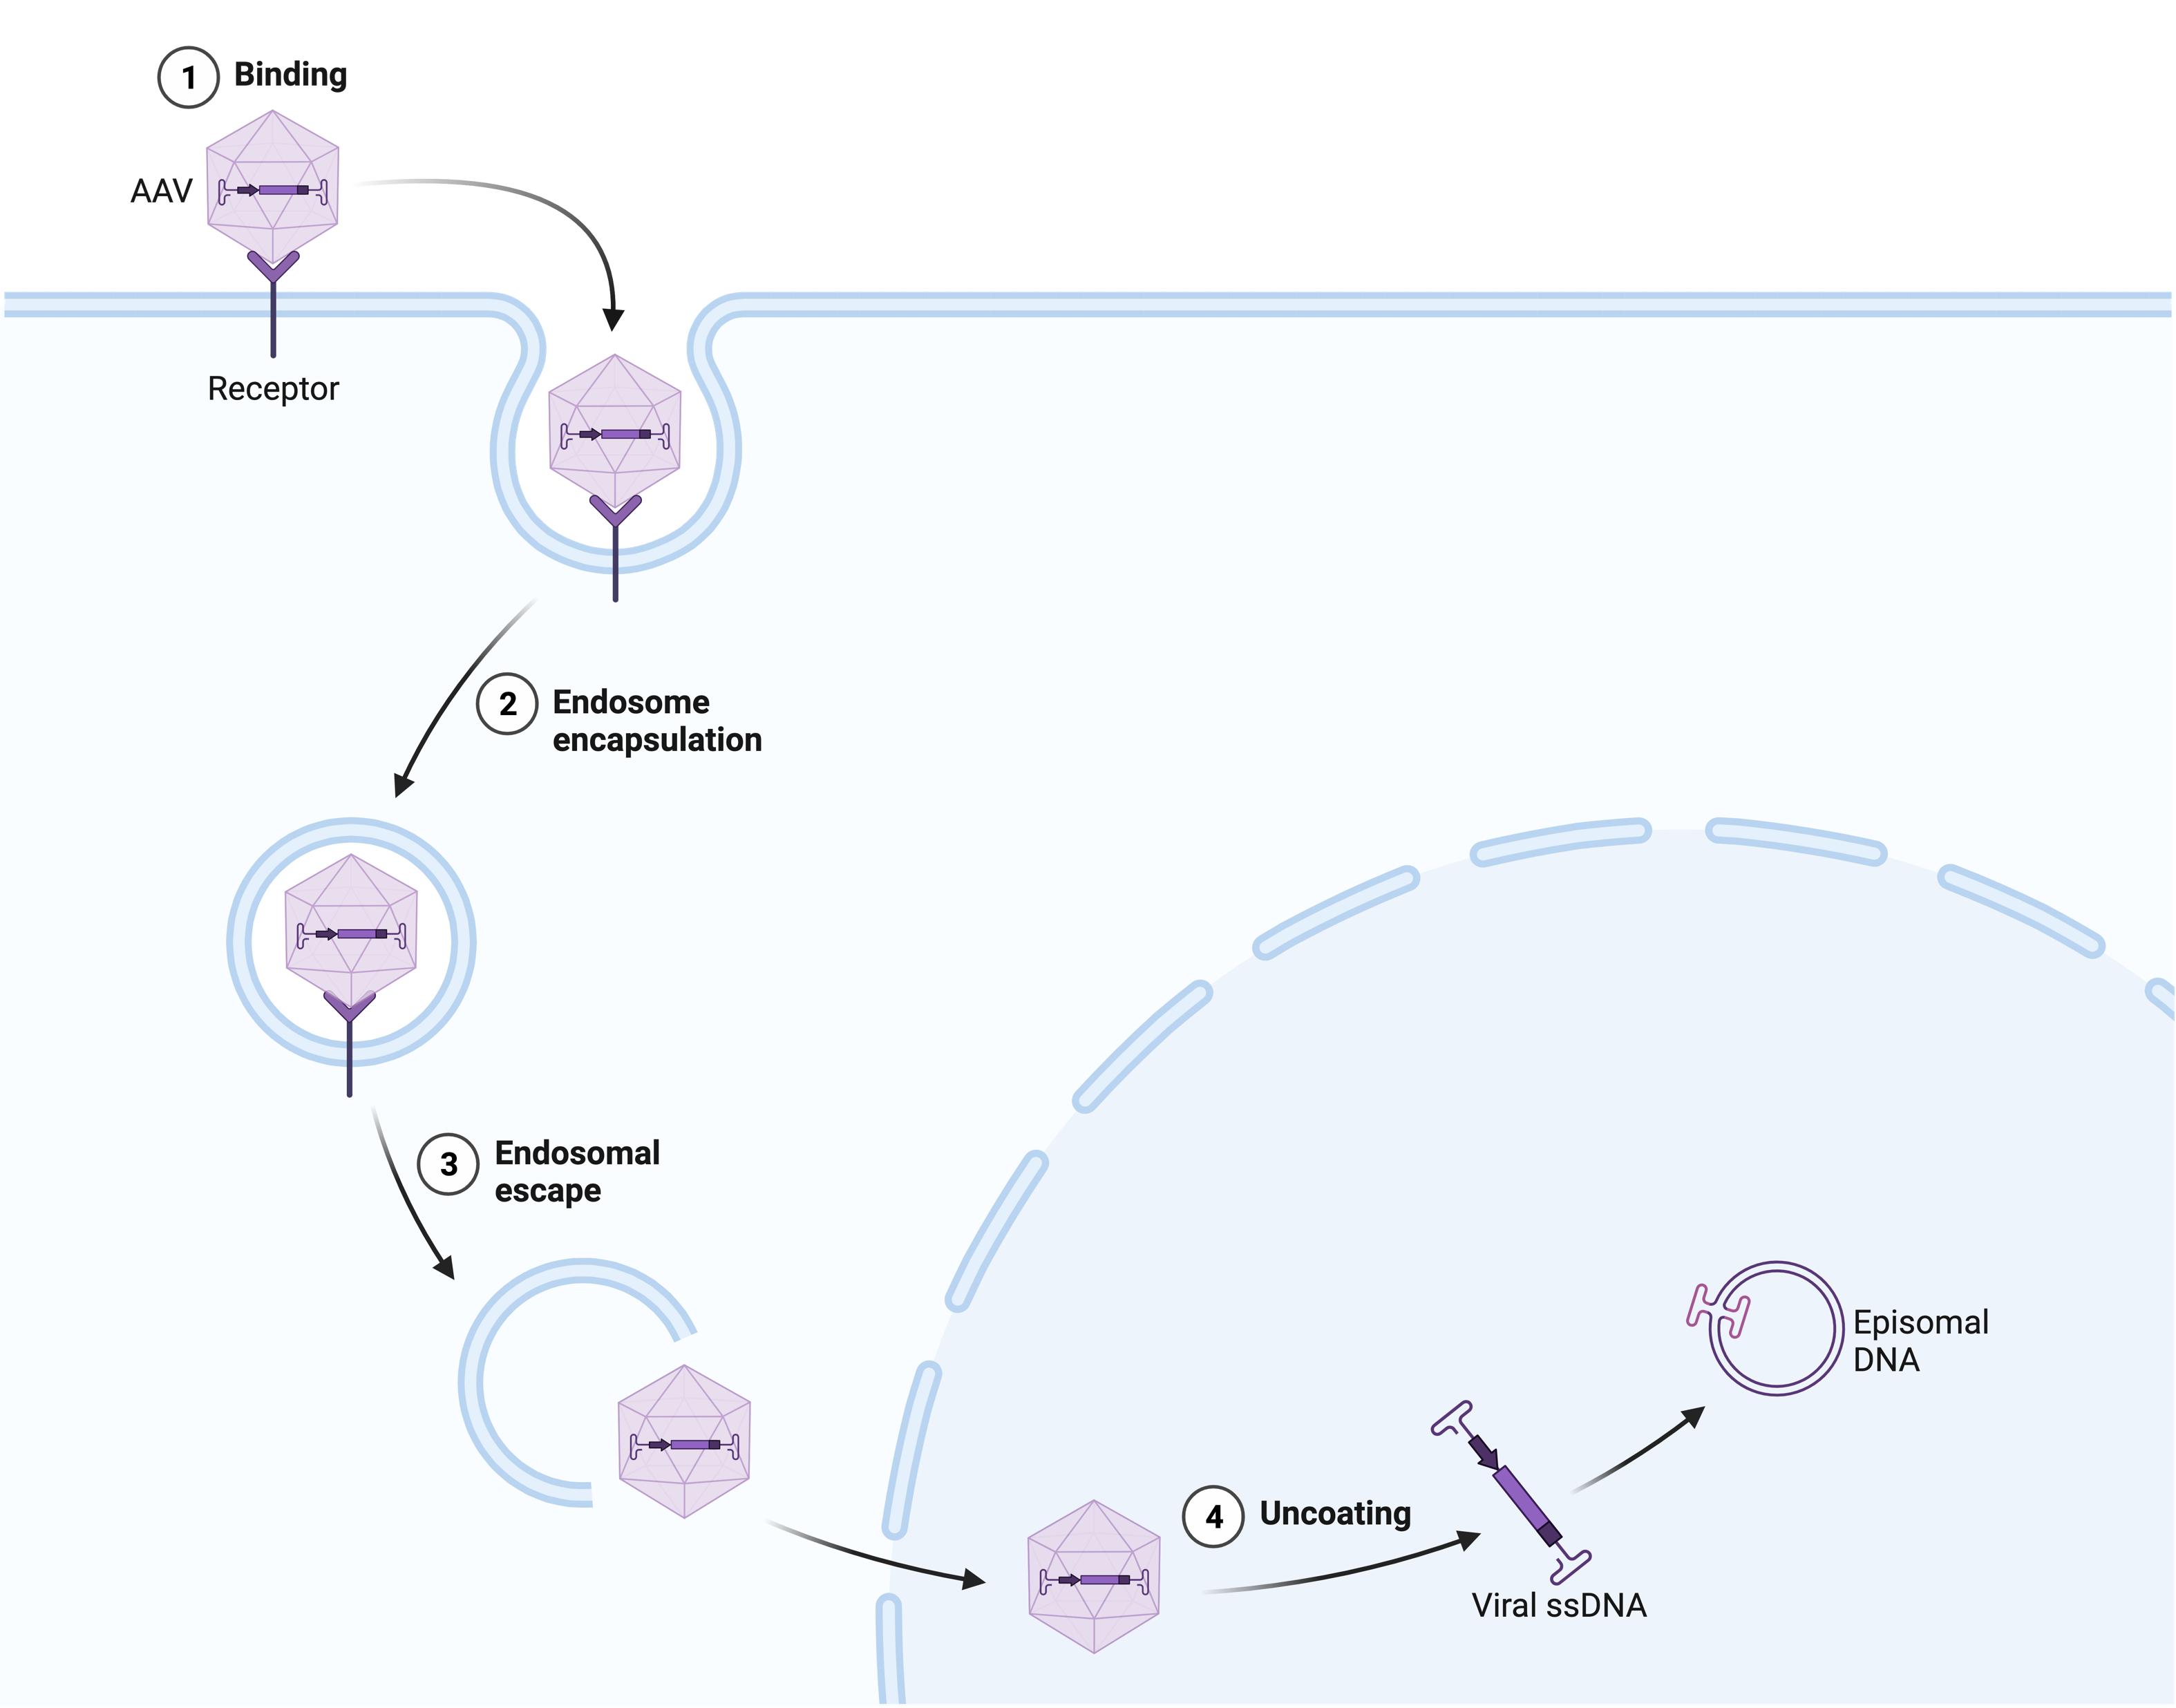 1 Binding
AAV
Receptor
2 Endosome
encapsulation
3 Endosomal
escape
4 Uncoating
Viral ssDNA
Episomal
DNA